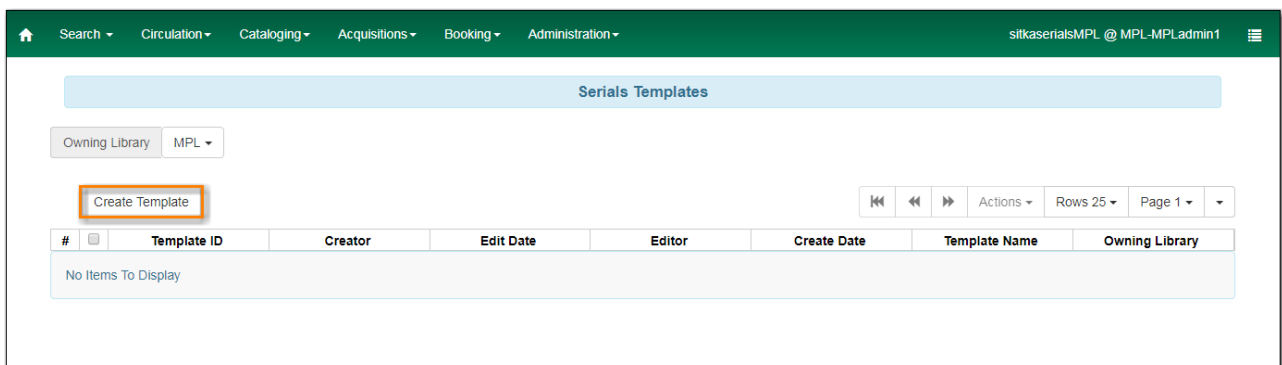 Search Circulation Cataloging Acquisitions Booking Administration sitkaserialsMPL @ MPL-MPLadmin1
Serials Templates
Owning Library MPL
Create Template Actions Rows 25 Page 1
# Template ID Creator Edit Date Editor Create Date Template Name Owning Library
No Items To Display